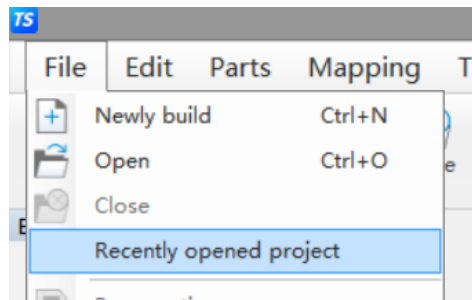 TS
File Edit Parts Mapping T
Newly build Ctrl+N
Open Ctrl+O
e
Close
E
Recently opened project